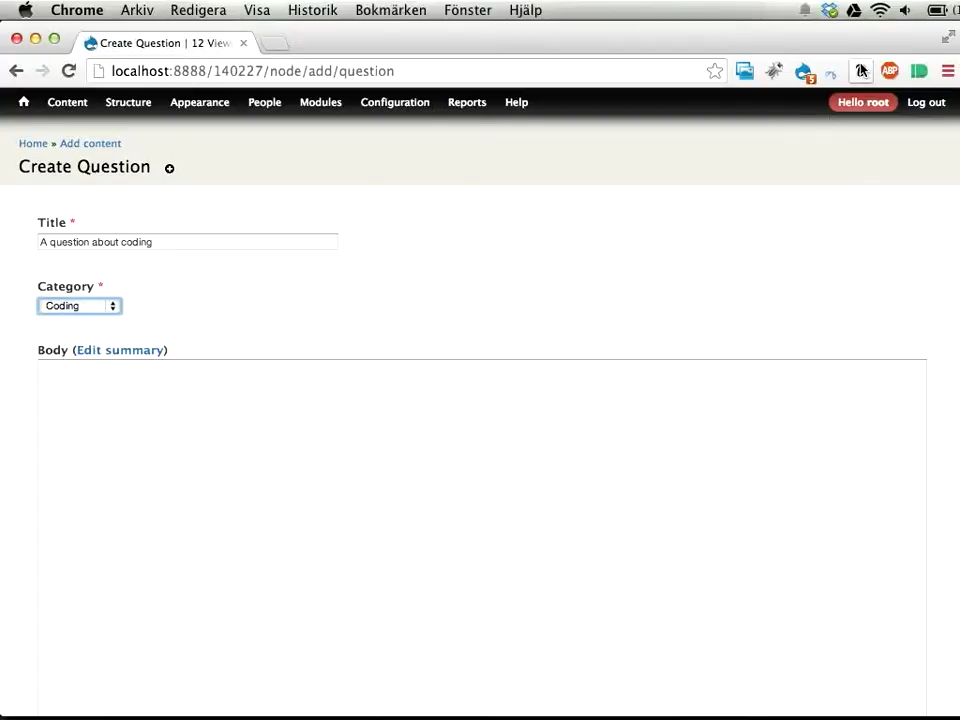 Chrome Arkiv Redigera Visa Historik Bokmärken Fönster Hjälp
Create Question | 12 View
localhost:8888/140227/node/add/question
5
ABP
Content Structure Appearance People Modules Configuration Reports Help Hello root Log out
Home » Add content
Create Question
Title *
A question about coding
Category *
Coding
Body (Edit summary)